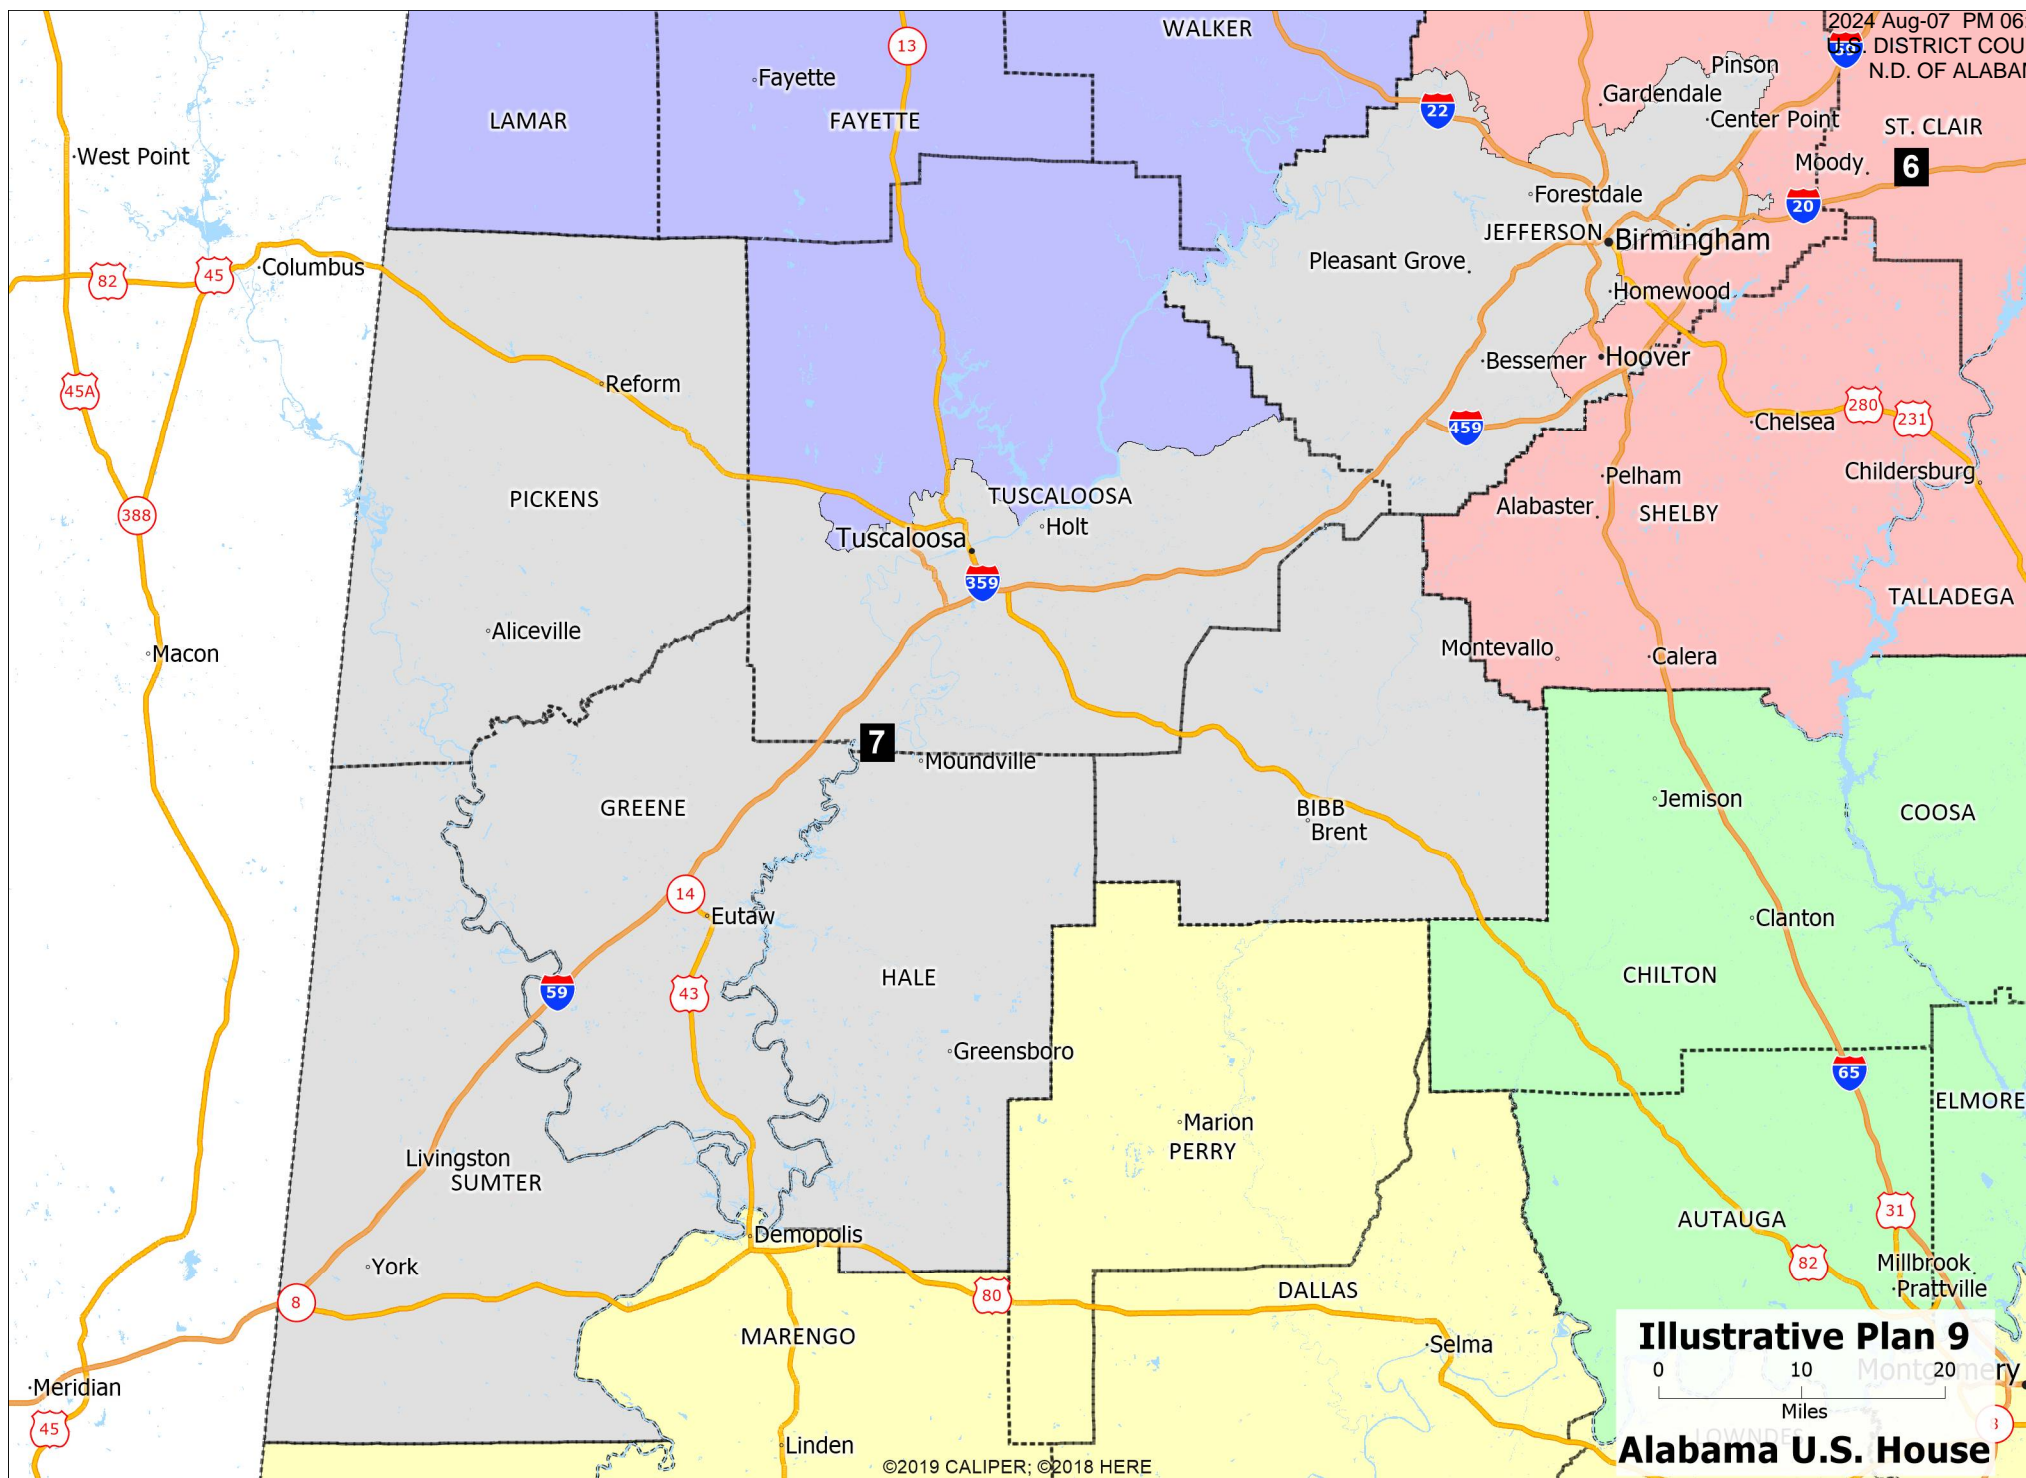 2024 Aug-07 PM 06
U.S. DISTRICT COU
N.D. OF ALABAM
WALKER
13
Fayette
LAMAR
FAYETTE
59
Pinson
Gardendale
22
Center Point
ST. CLAIR
West Point
Moody
6
Forestdale
20
JEFFERSON
Birmingham
Pleasant Grove
Columbus
82
45
Homewood
Bessemer
Hoover
Reform
45A
280
231
459
Chelsea
Pelham
Childersburg
PICKENS
TUSCALOOSA
Alabaster
SHELBY
388
Holt
Tuscaloosa
359
TALLADEGA
Aliceville
Macon
Montevallo
Calera
7
Moundville
GREENE
Jemison
BIBB
Brent
COOSA
14
Eutaw
Clanton
HALE
CHILTON
59
43
Greensboro
65
ELMORE
Marion
PERRY
Livingston
SUMTER
31
AUTAUGA
Demopolis
York
82
Millbrook
Prattville
8
80
DALLAS
MARENGO
Selma
Illustrative Plan 9
0 10 20
Miles
Montgomery
Meridian
45
Linden
LOWNDES
Alabama U.S. House
©2019 CALIPER; ©2018 HERE